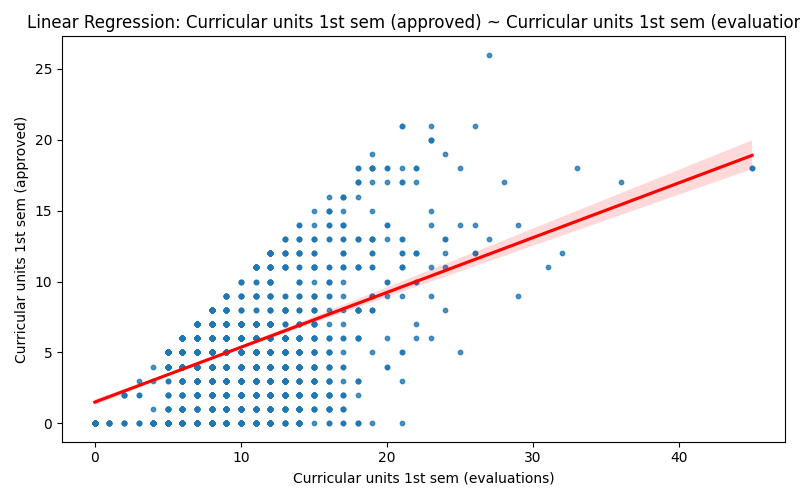 Linear Regression: Curricular units 1st sem (approved) ~ Curricular units 1st sem (evaluation
25
20
15
10
5
0
Curricular units 1st sem (approved)
0 10 20 30 40
Curricular units 1st sem (evaluations)